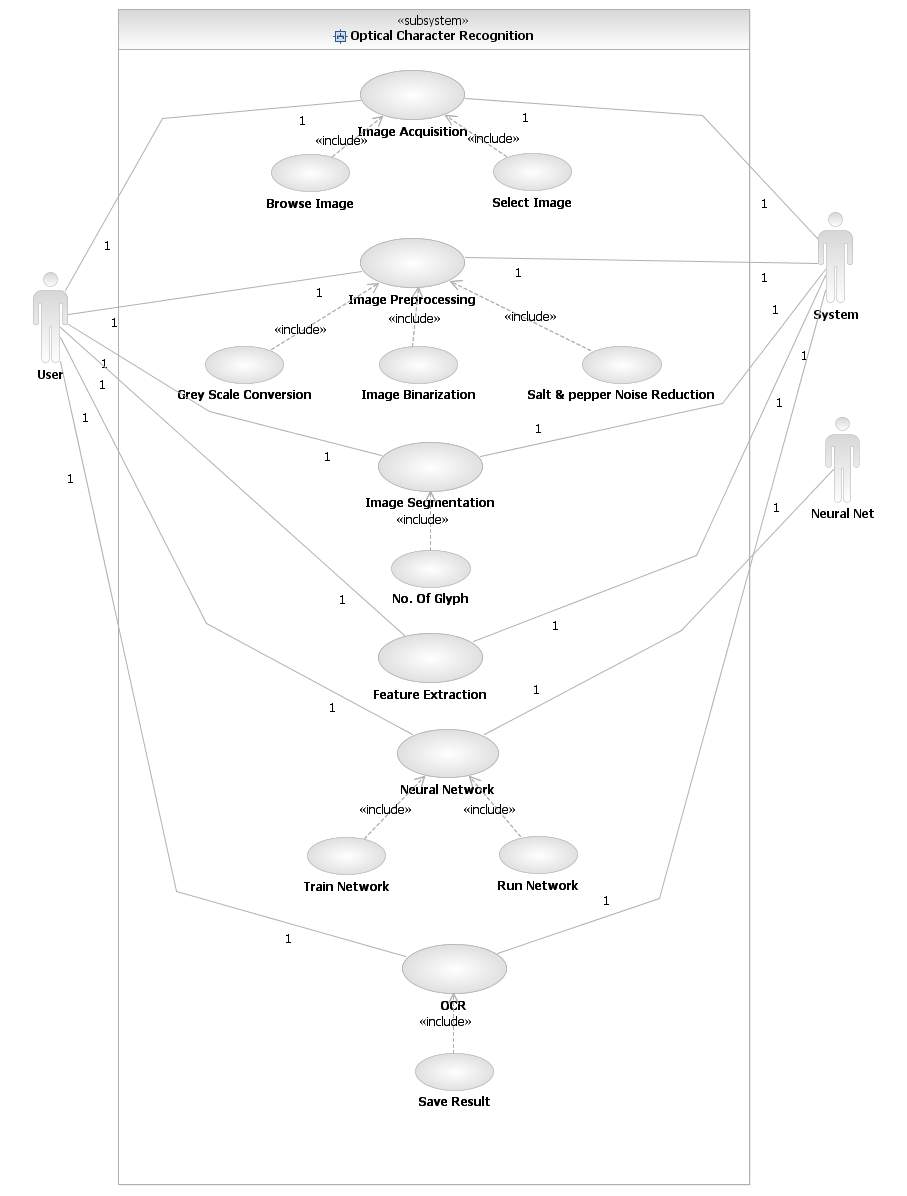 «subsystem»
Optical Character Recognition
1
1
Image Acquisition
«include»
«include»
Browse Image
Select Image
1
1
1
1
1
Image Preprocessing
1
1
«include»
«include»
«include»
User
System
Grey Scale Conversion
Image Binarization
Salt & pepper Noise Reduction
1
1
1
1
1
1
1
1
1
Image Segmentation
«include»
1
Neural Net
No. Of Glyph
1
1
Feature Extraction
1
1
Neural Network
«include»
«include»
Train Network
Run Network
1
1
OCR
«include»
Save Result